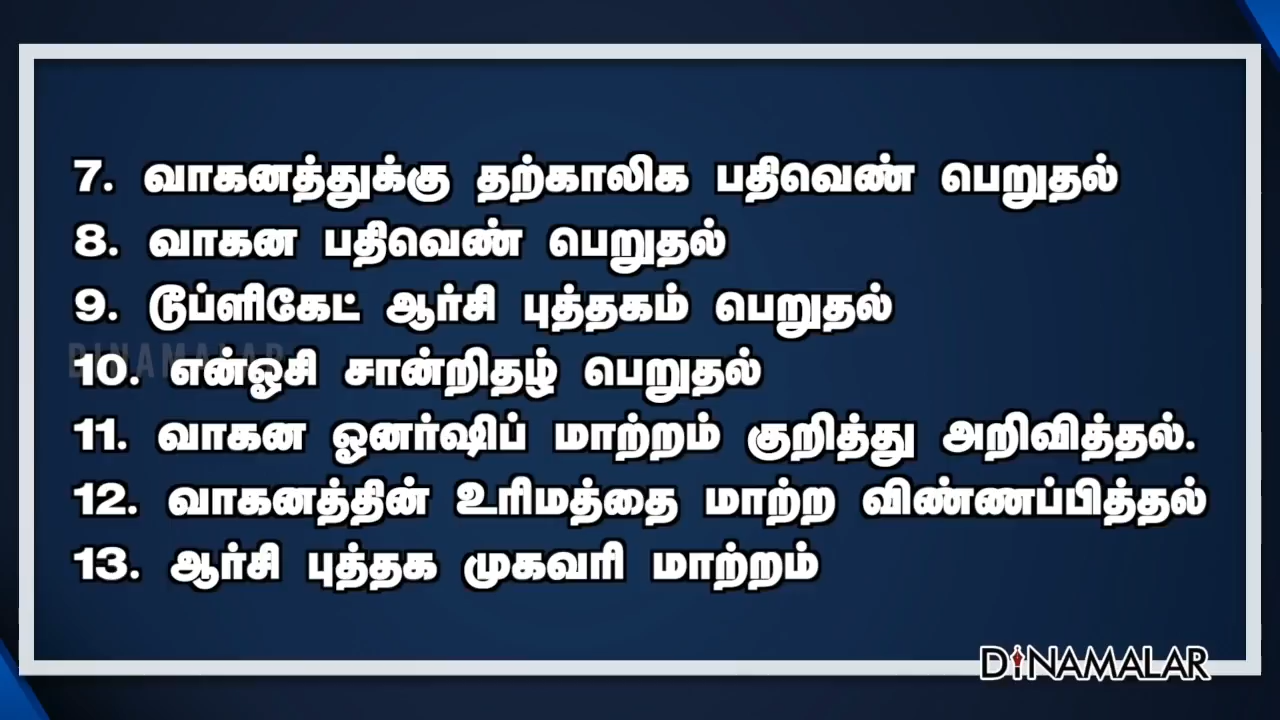 7. வாகனத்துக்கு தற்காலிக பதிவெண் பெறுதல்
8. வாகன பதிவெண் பெறுதல்
9. டூப்ளிகேட் ஆர்சி புத்தகம் பெறுதல்
DINAMALAR
10. என்ஓசி சான்றிதழ் பெறுதல்
11. வாகன ஓனர்ஷிப் மாற்றம் குறித்து அறிவித்தல்.
12. வாகனத்தின் உரிமத்தை மாற்ற விண்ணப்பித்தல்
13. ஆர்சி புத்தக முகவரி மாற்றம்
DINAMALAR